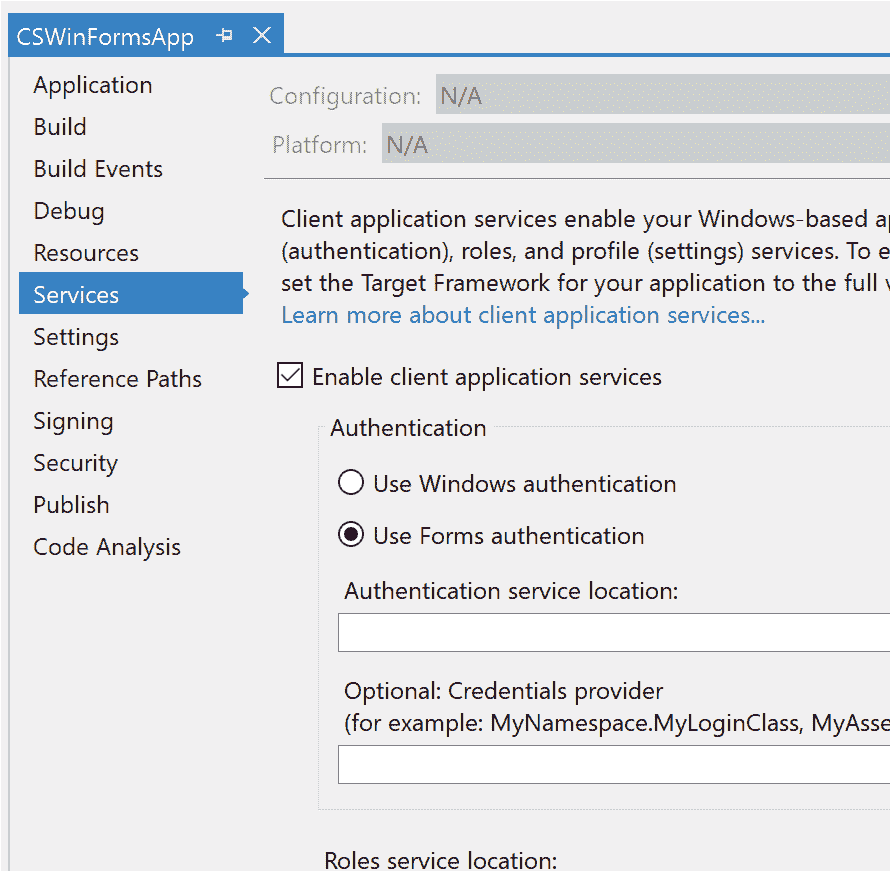 CSWinFormsApp
Application
Build
Build Events
Debug
Resources
Services
Settings
Reference Paths
Signing
Security
Publish
Code Analysis
Configuration: N/A
Platform: N/A
Client application services enable your Windows-based
(authentication), roles, and profile (settings) services. To
set the Target Framework for your application to the full
Learn more about client application services...
Enable client application services
Authentication
Use Windows authentication
Use Forms authentication
Authentication service location:
Optional: Credentials provider
(for example: MyNamespace.MyLoginClass, MyAsse
Roles service location: